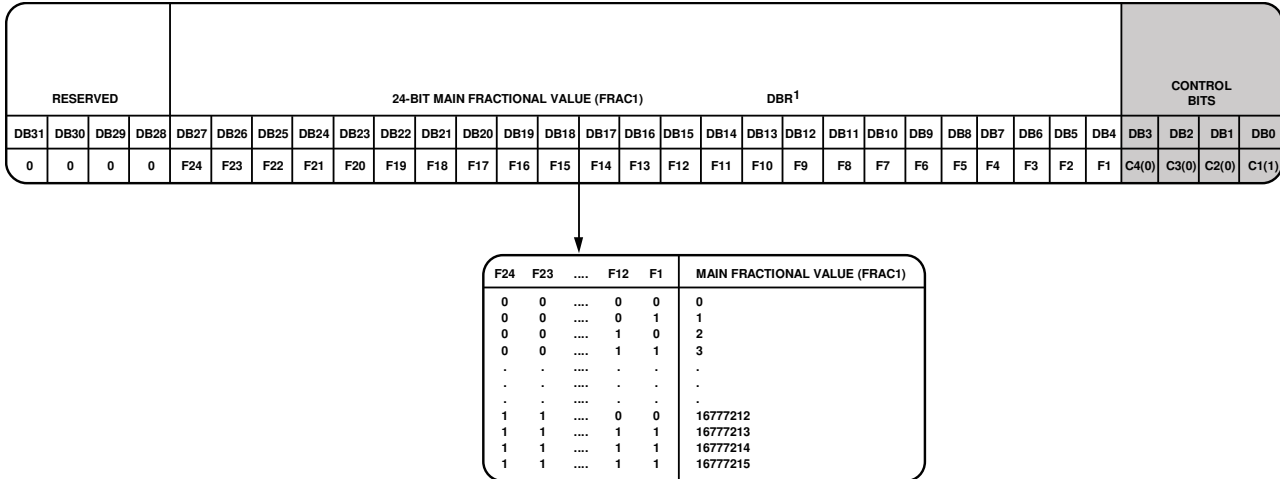 RESERVED 24-BIT MAIN FRACTIONAL VALUE (FRAC1) DBR1 CONTROL
BITS
DB31 DB30 DB29 DB28 DB27 DB26 DB25 DB24 DB23 DB22 DB21 DB20 DB19 DB18 DB17 DB16 DB15 DB14 DB13 DB12 DB11 DB10 DB9 DB8 DB7 DB6 DB5 DB4 DB3 DB2 DB1 DB0
0 0 0 0 F24 F23 F22 F21 F20 F19 F18 F17 F16 F15 F14 F13 F12 F11 F10 F9 F8 F7 F6 F5 F4 F3 F2 F1 C4(0) C3(0) C2(0) C1(1)
F24 F23 .... F12 F1 MAIN FRACTIONAL VALUE (FRAC1)
0 0 .... 0 0 0
0 0 .... 0 1 1
0 0 .... 1 0 2
0 0 .... 1 1 3
. . .... . . .
. . .... . . .
. . .... . . .
1 1 .... 0 0 16777212
1 1 .... 1 1 16777213
1 1 .... 1 1 16777214
1 1 .... 1 1 16777215